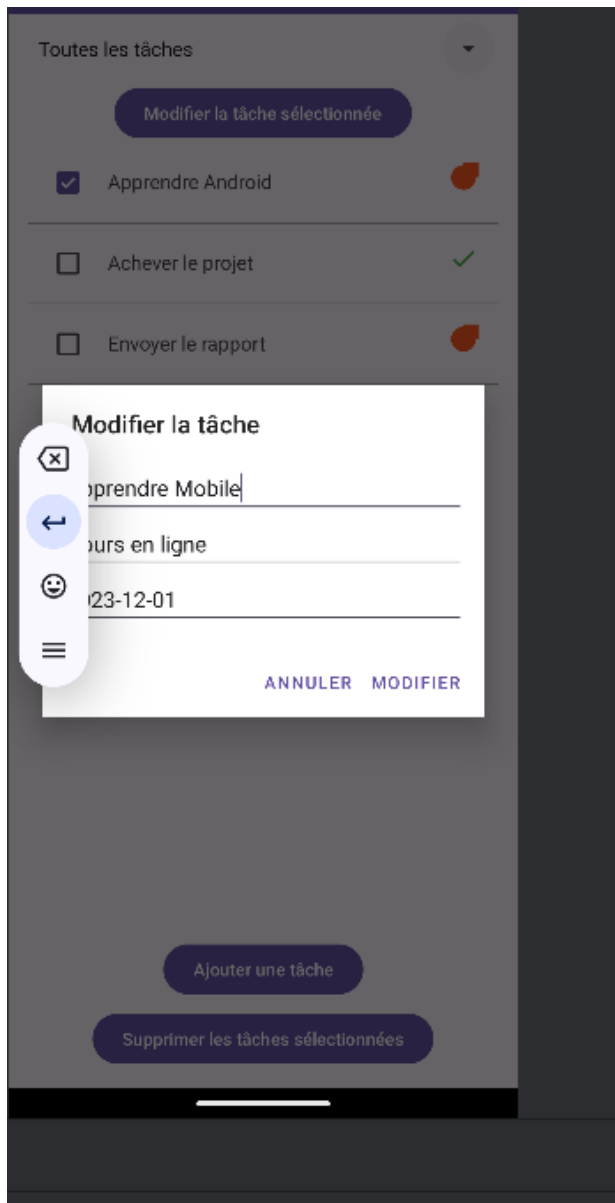 Toutes les tâches
Modifier la tâche sélectionnée
Apprendre Android
Achever le projet
Envoyer le rapport
Modifier la tâche
pprendre Mobile
ours en ligne
23-12-01
ANNULER MODIFIER
Ajouter une tâche
Supprimer les tâches sélectionnées